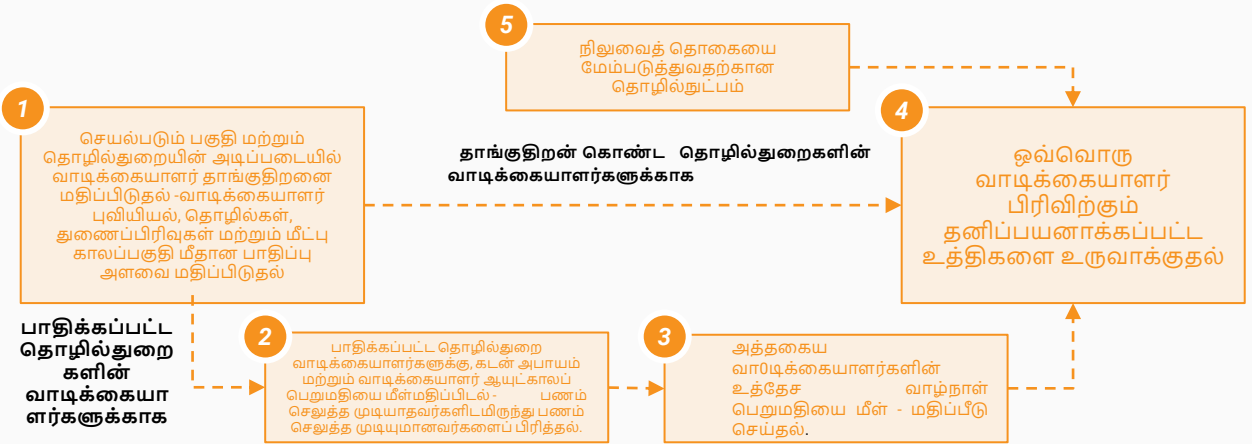 5
நிலுவைத் தொகையை
மேம்படுத்துவதற்கான
தொழில்நுட்பம்
1
செயல்படும் பகுதி மற்றும்
தொழில்துறையின் அடிப்படையில்
வாடிக்கையாளர் தாங்குதிறனை
மதிப்பிடுதல் -வாடிக்கையாளர்
புவியியல், தொழில்கள்,
துணைப்பிரிவுகள் மற்றும் மீட்பு
காலப்பகுதி மீதான பாதிப்பு
அளவை மதிப்பிடுதல்
தாங்குதிறன் கொண்ட தொழில்துறைகளின்
வாடிக்கையாளர்களுக்காக
4
ஒவ்வொரு
வாடிக்கையாளர்
பிரிவிற்கும்
தனிப்பயனாக்கப்பட்ட
உத்திகளை உருவாக்குதல்
பாதிக்கப்பட்ட
தொழில்துறை
களின்
வாடிக்கையா
ளர்களுக்காக
2
பாதிக்கப்பட்ட தொழில்துறை
வாடிக்கையாளர்களுக்கு, கடன் அபாயம்
மற்றும் வாடிக்கையாளர் ஆயுட்காலப்
பெறுமதியை மீள்மதிப்பிடல் - பணம்
செலுத்த முடியாதவர்களிடமிருந்து பணம்
செலுத்த முடியுமானவர்களைப் பிரித்தல்.
3
அத்தகைய
வா0டிக்கையாளர்களின்
உத்தேச வாழ்நாள்
பெறுமதியை மீள் - மதிப்பீடு
செய்தல்.